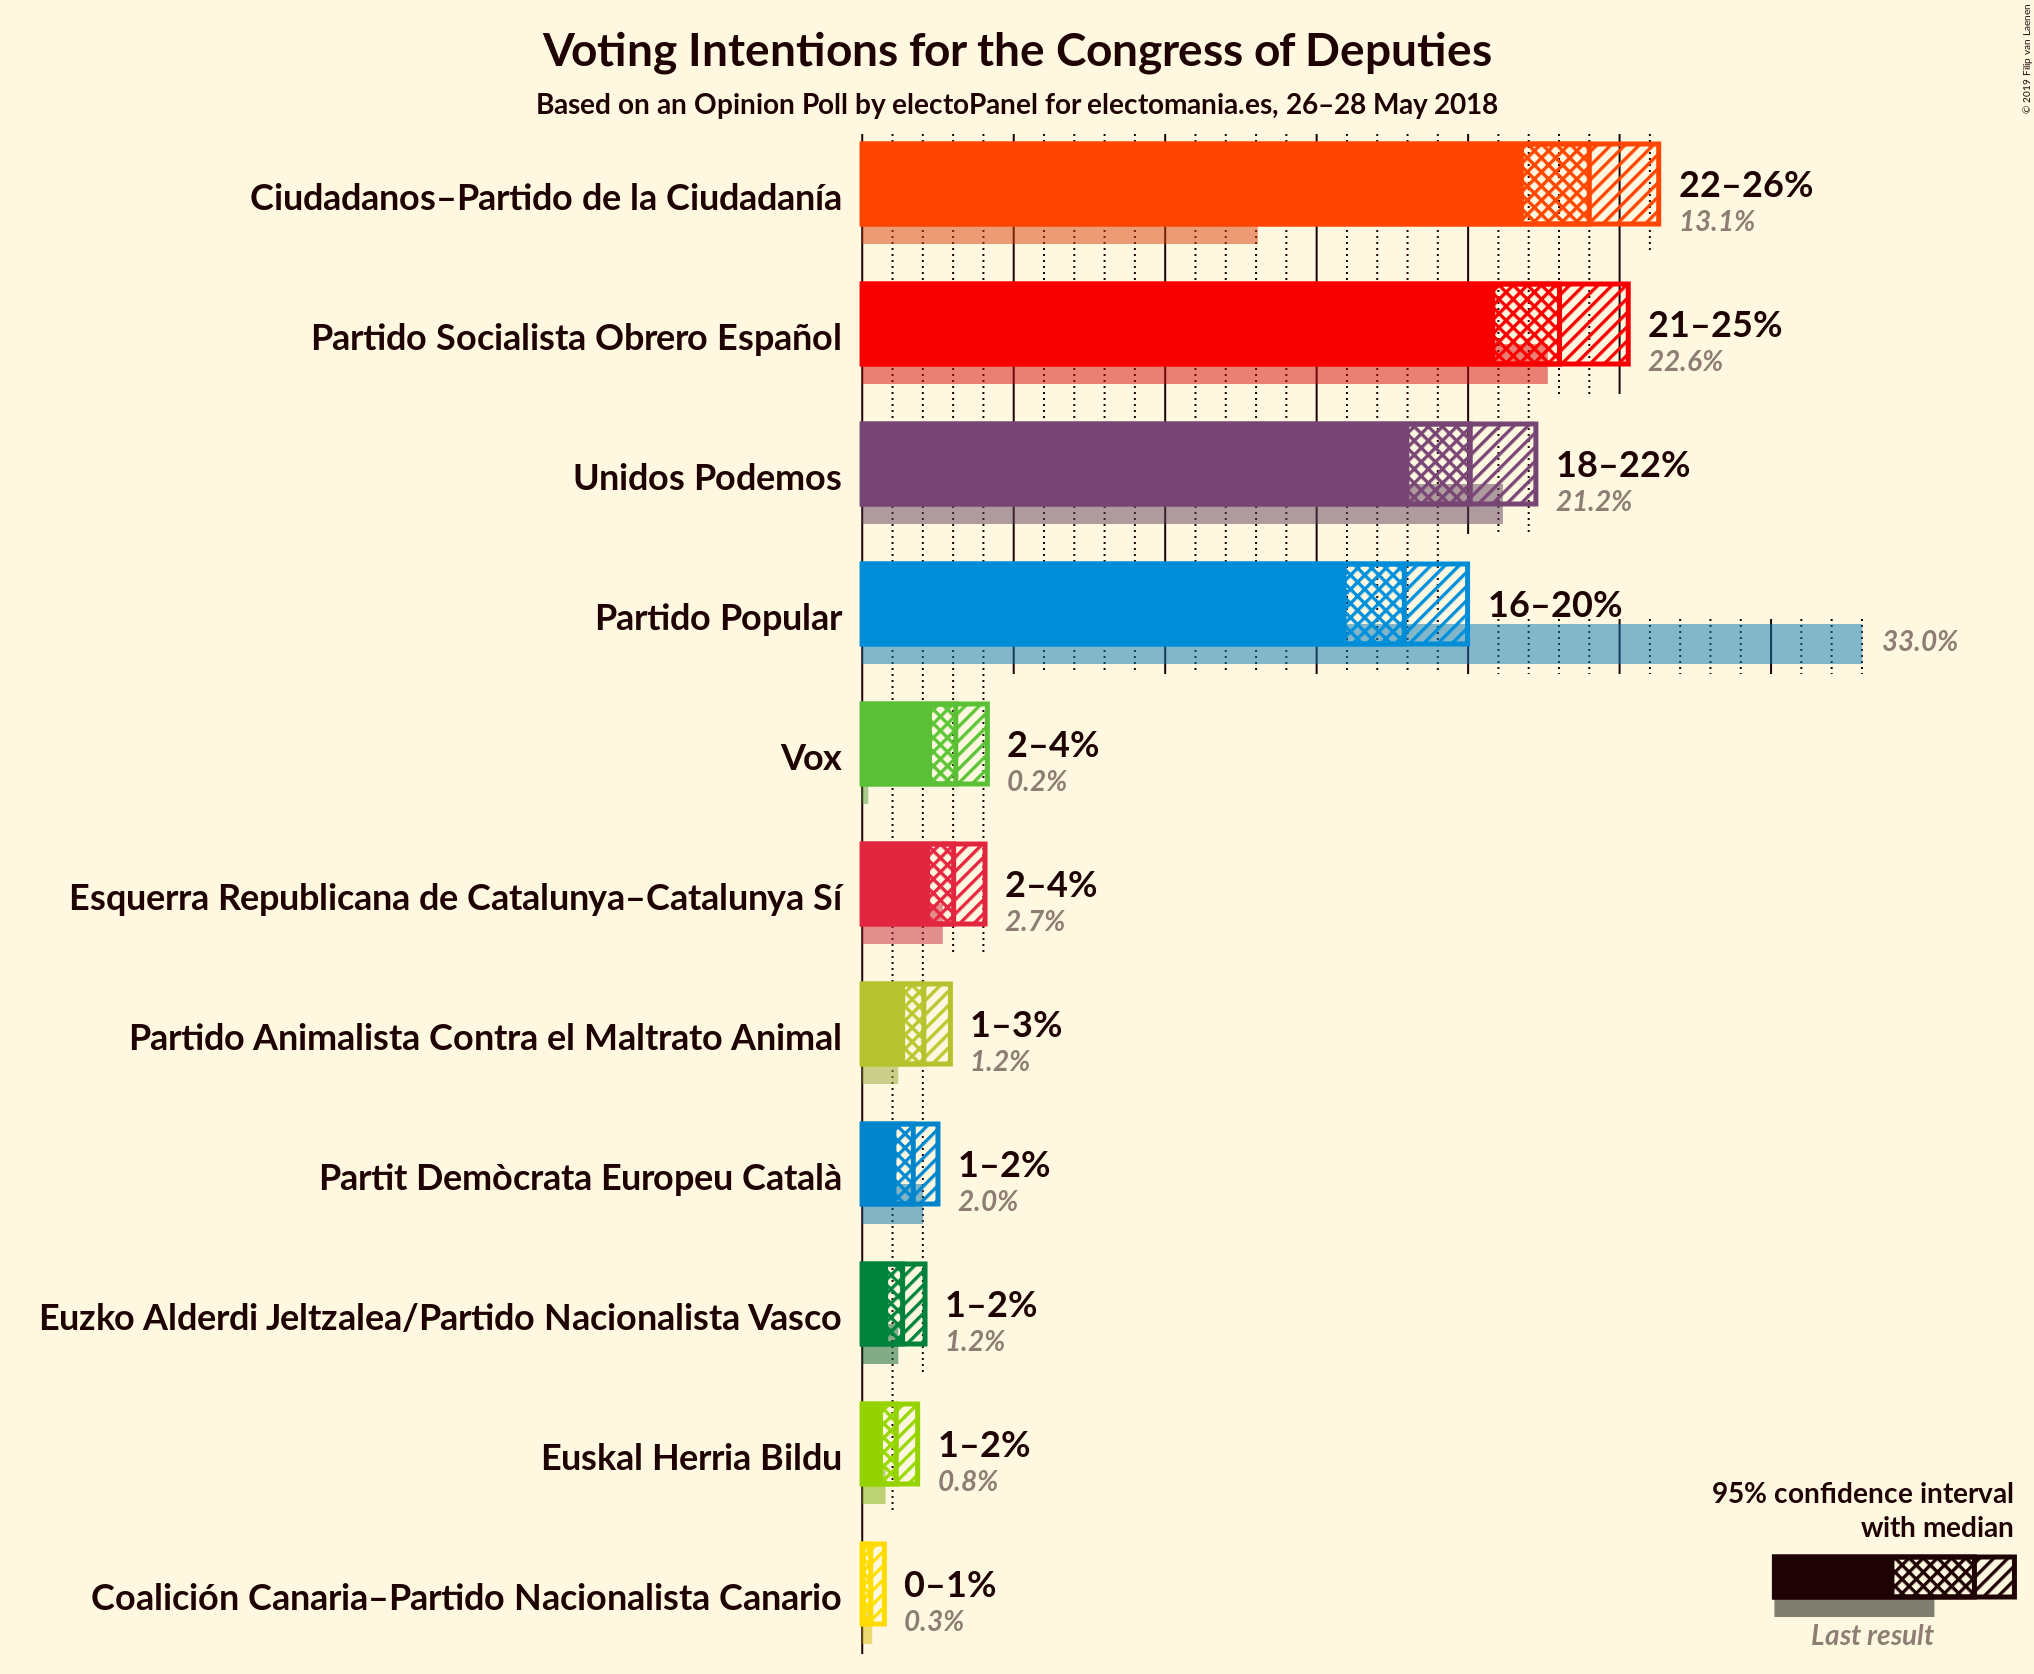 Voting Intentions for the Congress of Deputies
Based on an Opinion Poll by electoPanel for electomania.es, 26–28 May 2018
© 2019 Filip van Laenen
Ciudadanos–Partido de la Ciudadanía
22–26%
13.1%
Partido Socialista Obrero Español
21–25%
22.6%
Unidos Podemos
18–22%
21.2%
Partido Popular
16–20%
33.0%
Vox
2–4%
0.2%
Esquerra Republicana de Catalunya–Catalunya Sí
2–4%
2.7%
Partido Animalista Contra el Maltrato Animal
1–3%
1.2%
Partit Demòcrata Europeu Català
1–2%
2.0%
Euzko Alderdi Jeltzalea/Partido Nacionalista Vasco
1–2%
1.2%
Euskal Herria Bildu
1–2%
0.8%
Coalición Canaria–Partido Nacionalista Canario
0–1%
0.3%
95% confidence interval
with median
Last result